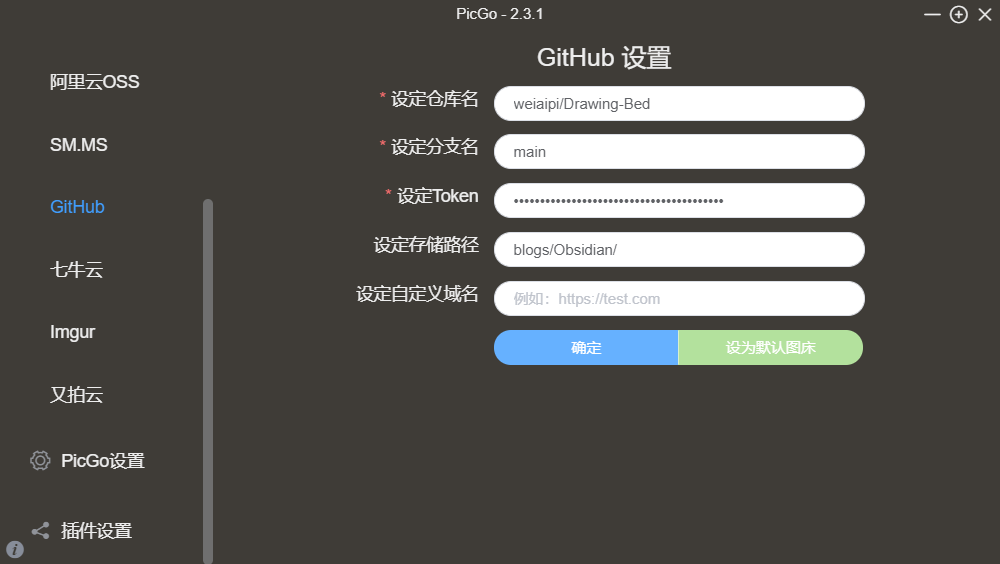 PicGo - 2.3.1
阿里云OSS
SM.MS
GitHub
七牛云
Imgur
又拍云
PicGo设置
插件设置
GitHub 设置
* 设定仓库名 weiaipi/Drawing-Bed
* 设定分支名 main
* 设定Token ••••••••••••••••••••••••••••••••••••••••
设定存储路径 blogs/Obsidian/
设定自定义域名 例如：https://test.com
确定 设为默认图床